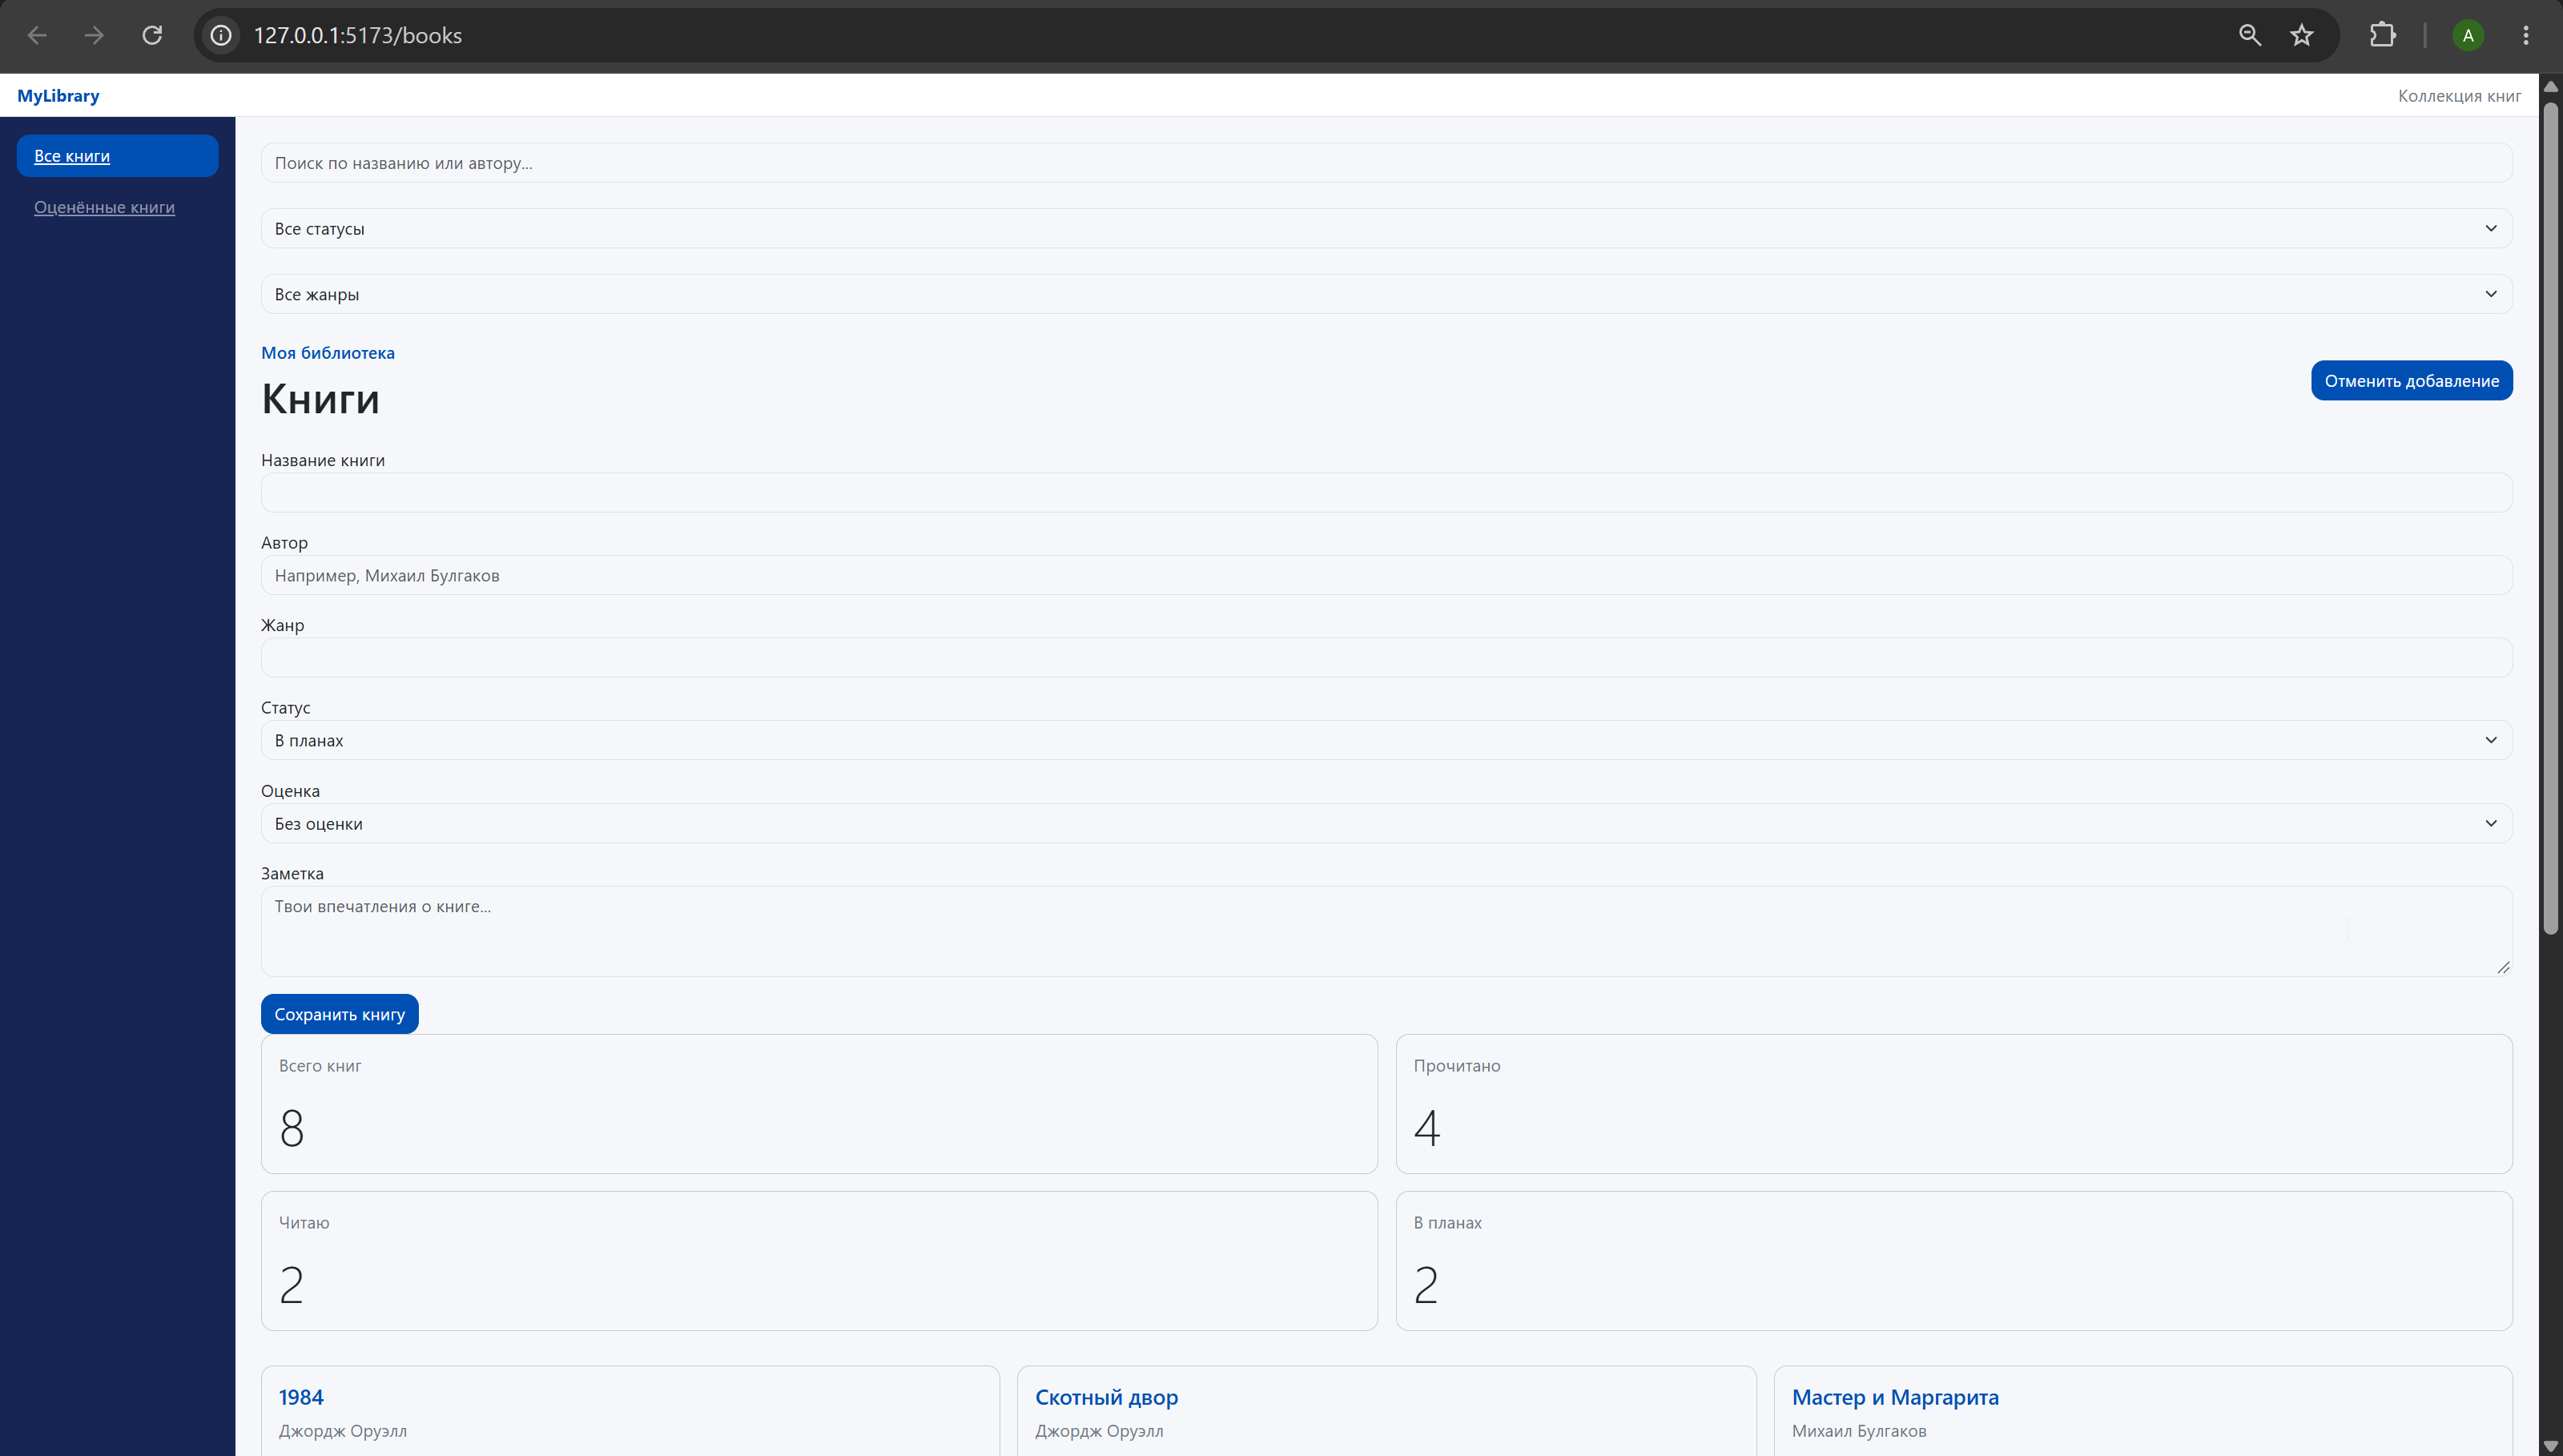 127.0.0.1:5173/books
A
MyLibrary
Коллекция книг
Все книги
Оценённые книги
Поиск по названию или автору...
Все статусы
Все жанры
Моя библиотека
Книги
Отменить добавление
Название книги
Автор
Например, Михаил Булгаков
Жанр
Статус
В планах
Оценка
Без оценки
Заметка
Твои впечатления о книге...
Сохранить книгу
Всего книг
8
Прочитано
4
Читаю
2
В планах
2
1984
Джордж Оруэлл
Скотный двор
Джордж Оруэлл
Мастер и Маргарита
Михаил Булгаков